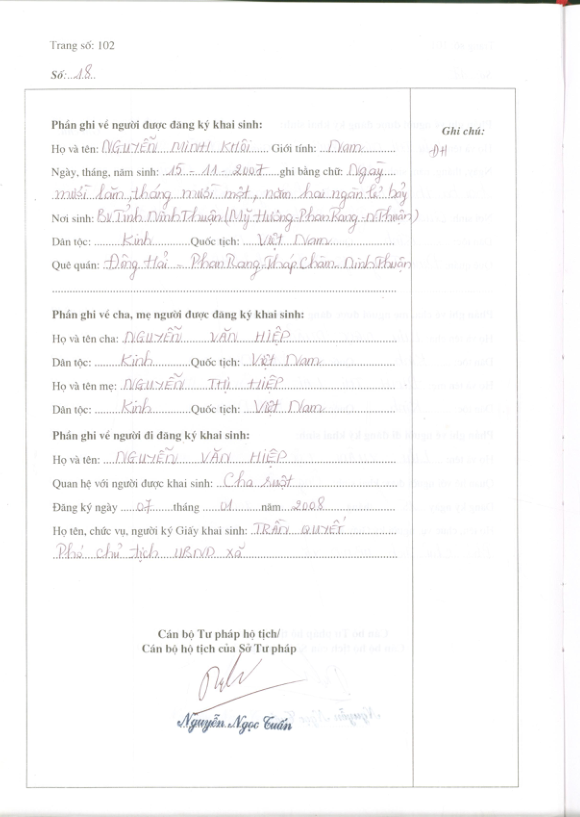 Trang số: 102
Số: 18
Phần ghi về người được đăng ký khai sinh:
Ghi chú:
Họ và tên: NGUYỄN MINH KHÔI Giới tính: Nam
ĐH
Ngày, tháng, năm sinh: 15 - 11 - 2007 ghi bằng chữ: Ngày
mười lăm, tháng mười một, năm hai ngàn lẻ bảy
Nơi sinh: BV Tỉnh Ninh Thuận (Mỹ Hương-Phan Rang-NThuận)
Dân tộc: Kinh Quốc tịch: Việt Nam
Quê quán: Đông Hải - Phan Rang, Tháp Chàm, Ninh Thuận
Phần ghi về cha, mẹ người được đăng ký khai sinh:
Họ và tên cha: NGUYỄN VĂN HIỆP
Dân tộc: Kinh Quốc tịch: Việt Nam
Họ và tên mẹ: NGUYỄN THỊ HIỆP
Dân tộc: Kinh Quốc tịch: Việt Nam
Phần ghi về người đi đăng ký khai sinh:
Họ và tên: NGUYỄN VĂN HIỆP
Quan hệ với người được khai sinh: Cha ruột
Đăng ký ngày 07 tháng 01 năm 2008
Họ tên, chức vụ, người ký Giấy khai sinh: TRẦN QUYẾT
Phó chủ tịch UBND xã
Cán bộ Tư pháp hộ tịch/
Cán bộ hộ tịch của Sở Tư pháp
Nguyễn Ngọc Tuấn